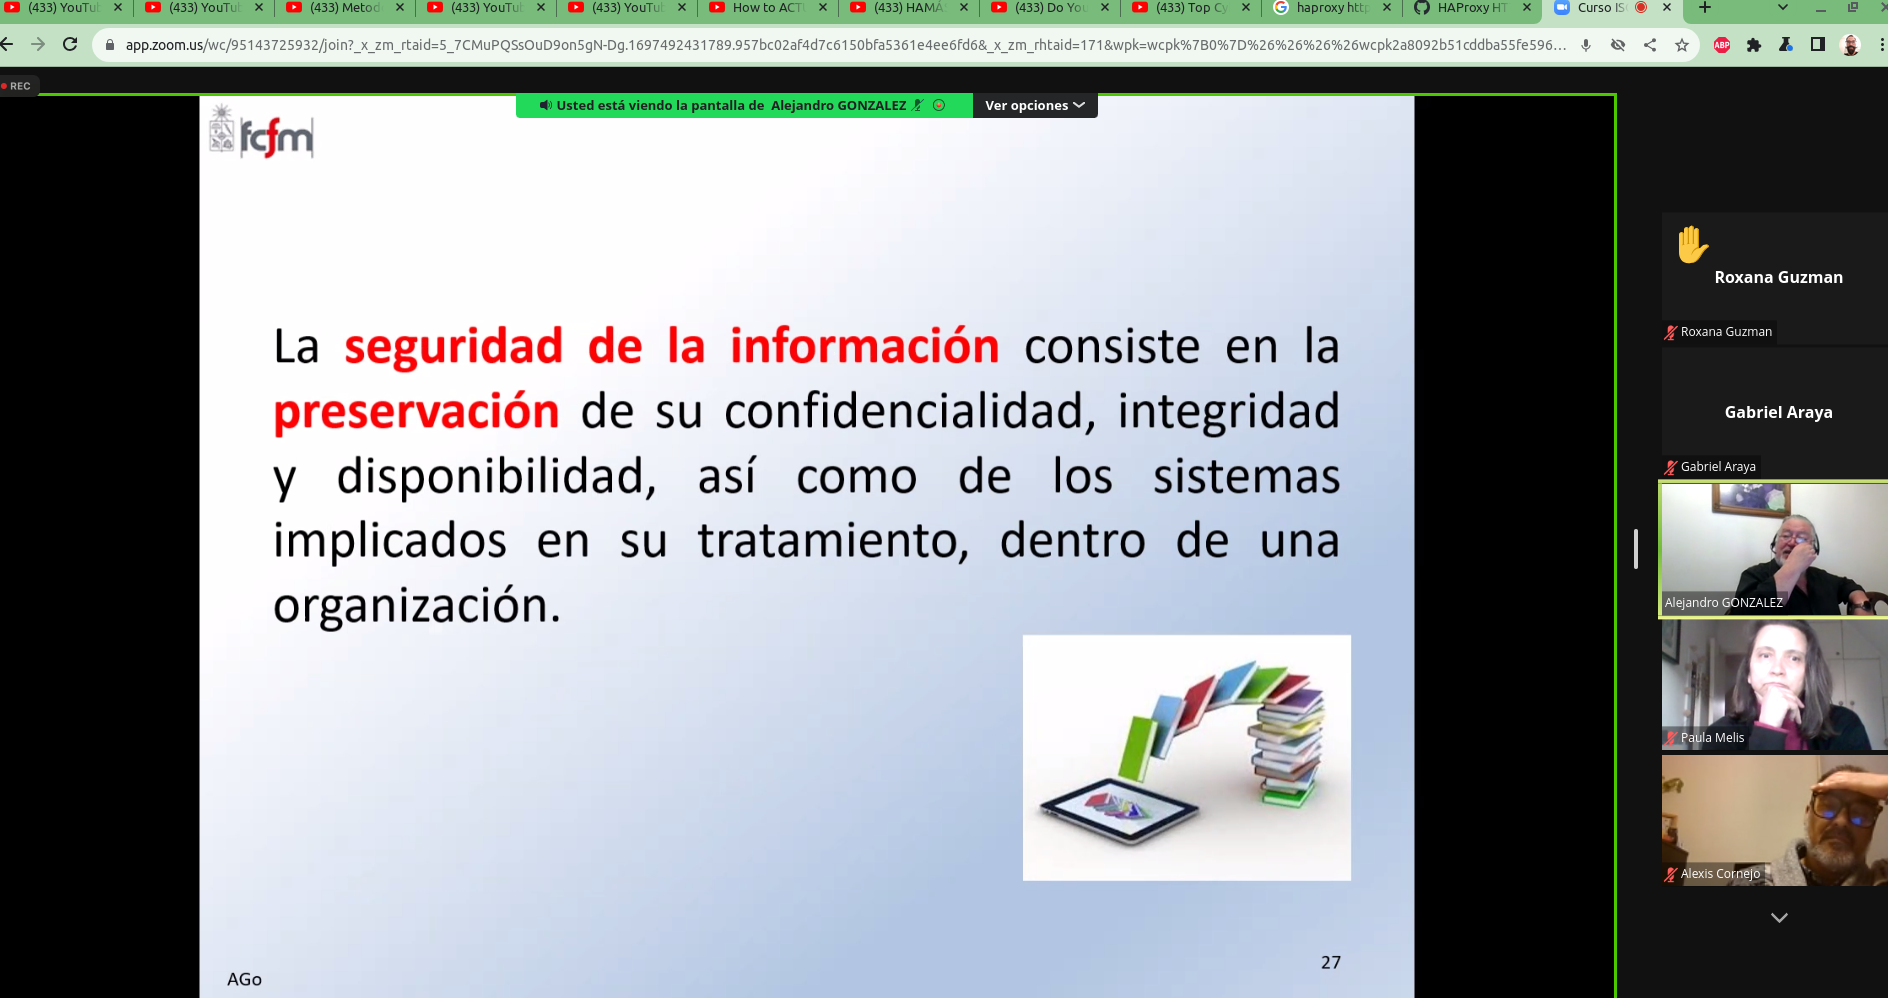 (433) YouTu
(433) YouTu
(433) Metod
(433) YouTu
(433) YouTu
How to ACT
(433) HAMÁ
(433) Do You
(433) Top Cy
haproxy http
HAProxy HT
Curso IS
app.zoom.us/wc/95143725932/join?_x_zm_rtaid=5_7CMuPQSsOuD9on5gN-Dg.1697492431789.957bc02af4d7c6150bfa5361e4ee6fd6&_x_zm_rhtaid=171&wpk=wcpk%7B0%7D%26%26%26%26wcpk2a8092b51cddba55fe596...
ABP
REC
Usted está viendo la pantalla de Alejandro GONZALEZ
Ver opciones
fcfm
La seguridad de la información consiste en la
preservación de su confidencialidad, integridad
y disponibilidad, así como de los sistemas
implicados en su tratamiento, dentro de una
organización.
AGo
27
Roxana Guzman
Roxana Guzman
Gabriel Araya
Gabriel Araya
Alejandro GONZALEZ
Paula Melis
Alexis Cornejo